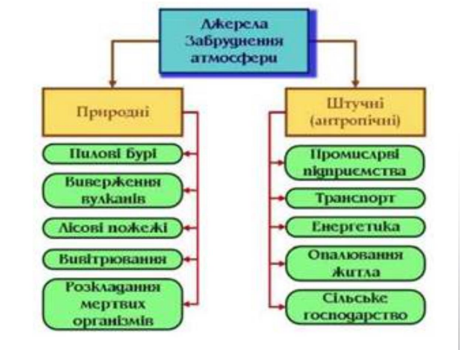 Джерела
Забруднення
атмосфери
Природні
Штучні
(антропічні)
Пилові бурі
Виверження
вулканів
Лісові пожежі
Вивітрювання
Розкладання
мертвих
організмів
Промислрві
підприємства
Транспорт
Енергетика
Опалювання
житла
Сільське
господарство